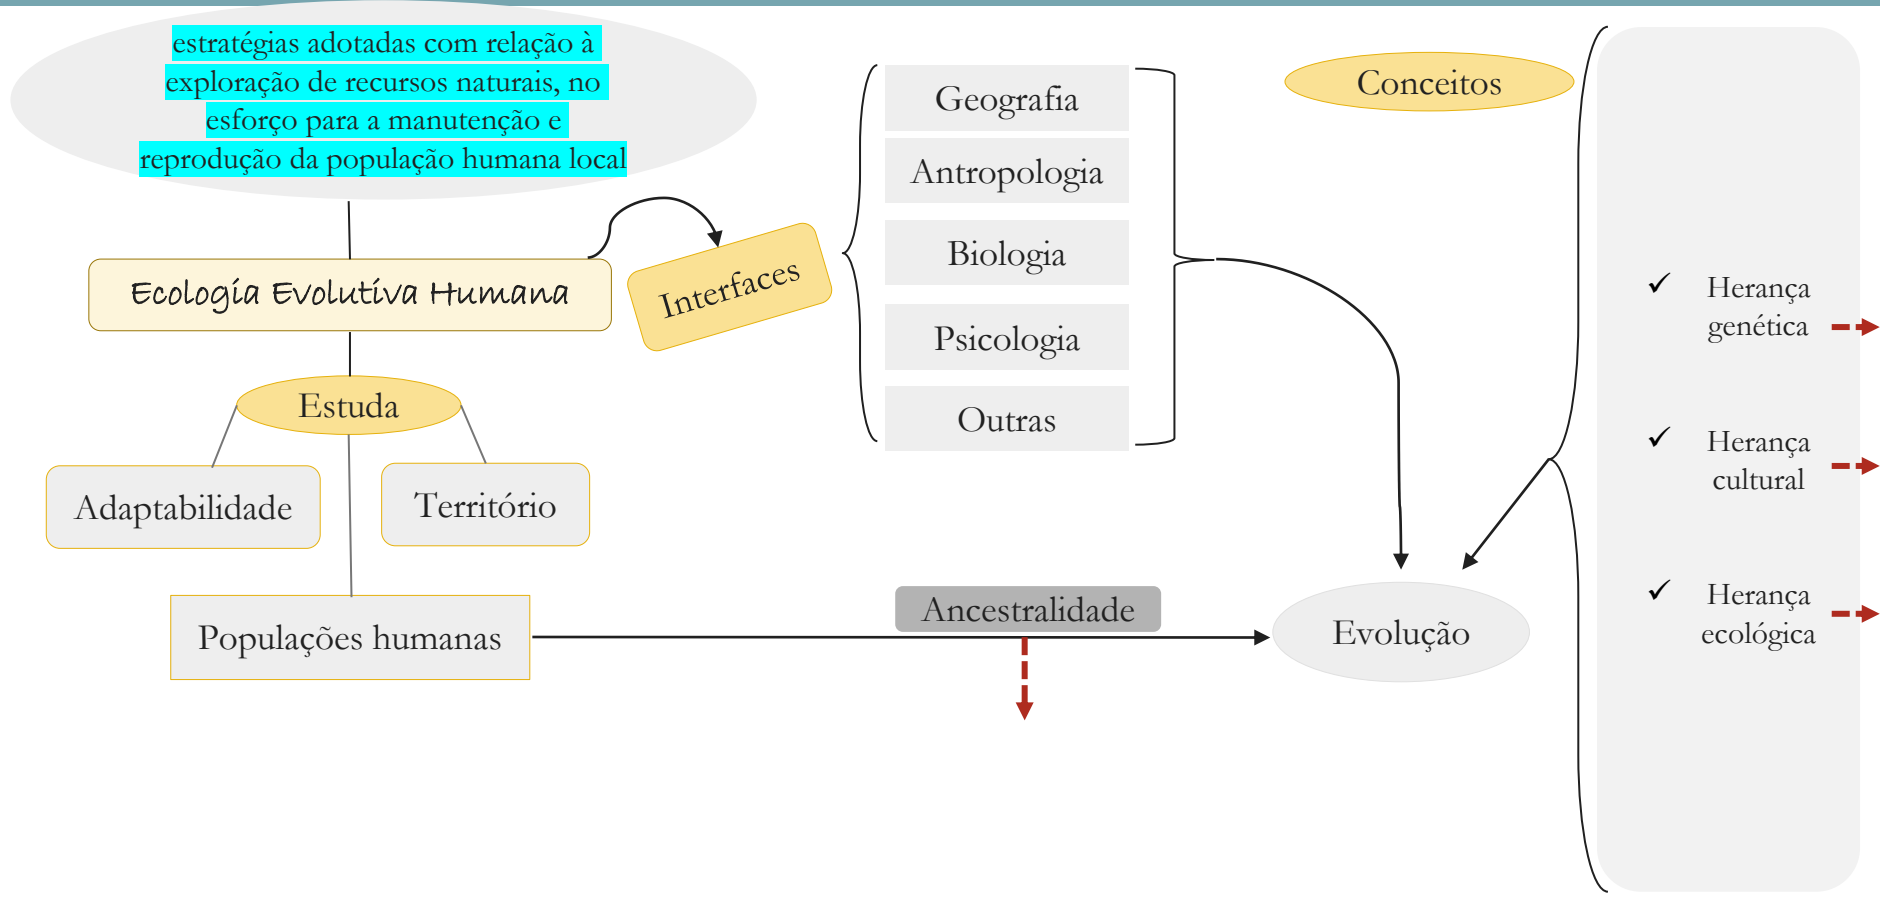 estratégias adotadas com relação à
exploração de recursos naturais, no
esforço para a manutenção e
reprodução da população humana local
Ecologia Evolutiva Humana
Interfaces
Estuda
Adaptabilidade
Território
Populações humanas
Geografia
Antropologia
Biologia
Psicologia
Outras
Ancestralidade
Evolução
Conceitos
✓ Herança
genética
✓ Herança
cultural
✓ Herança
ecológica